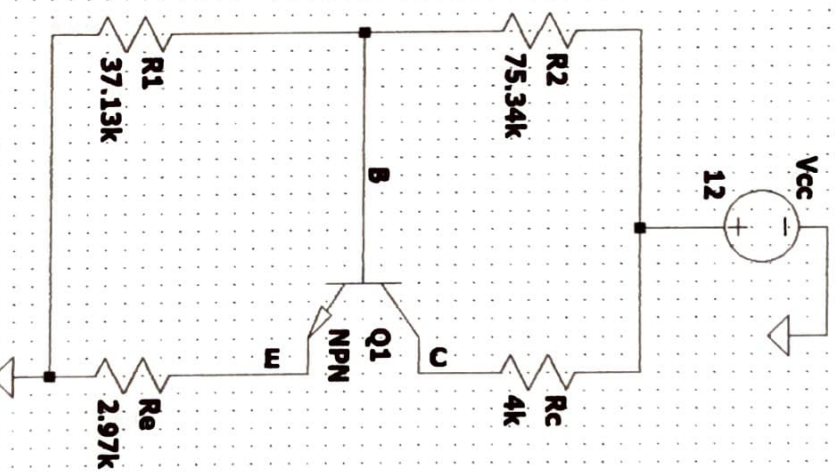 Vcc
12
R2
75.34k
R1
37.13k
B
Q1
NPN
C
E
Rc
4k
Re
2.97k